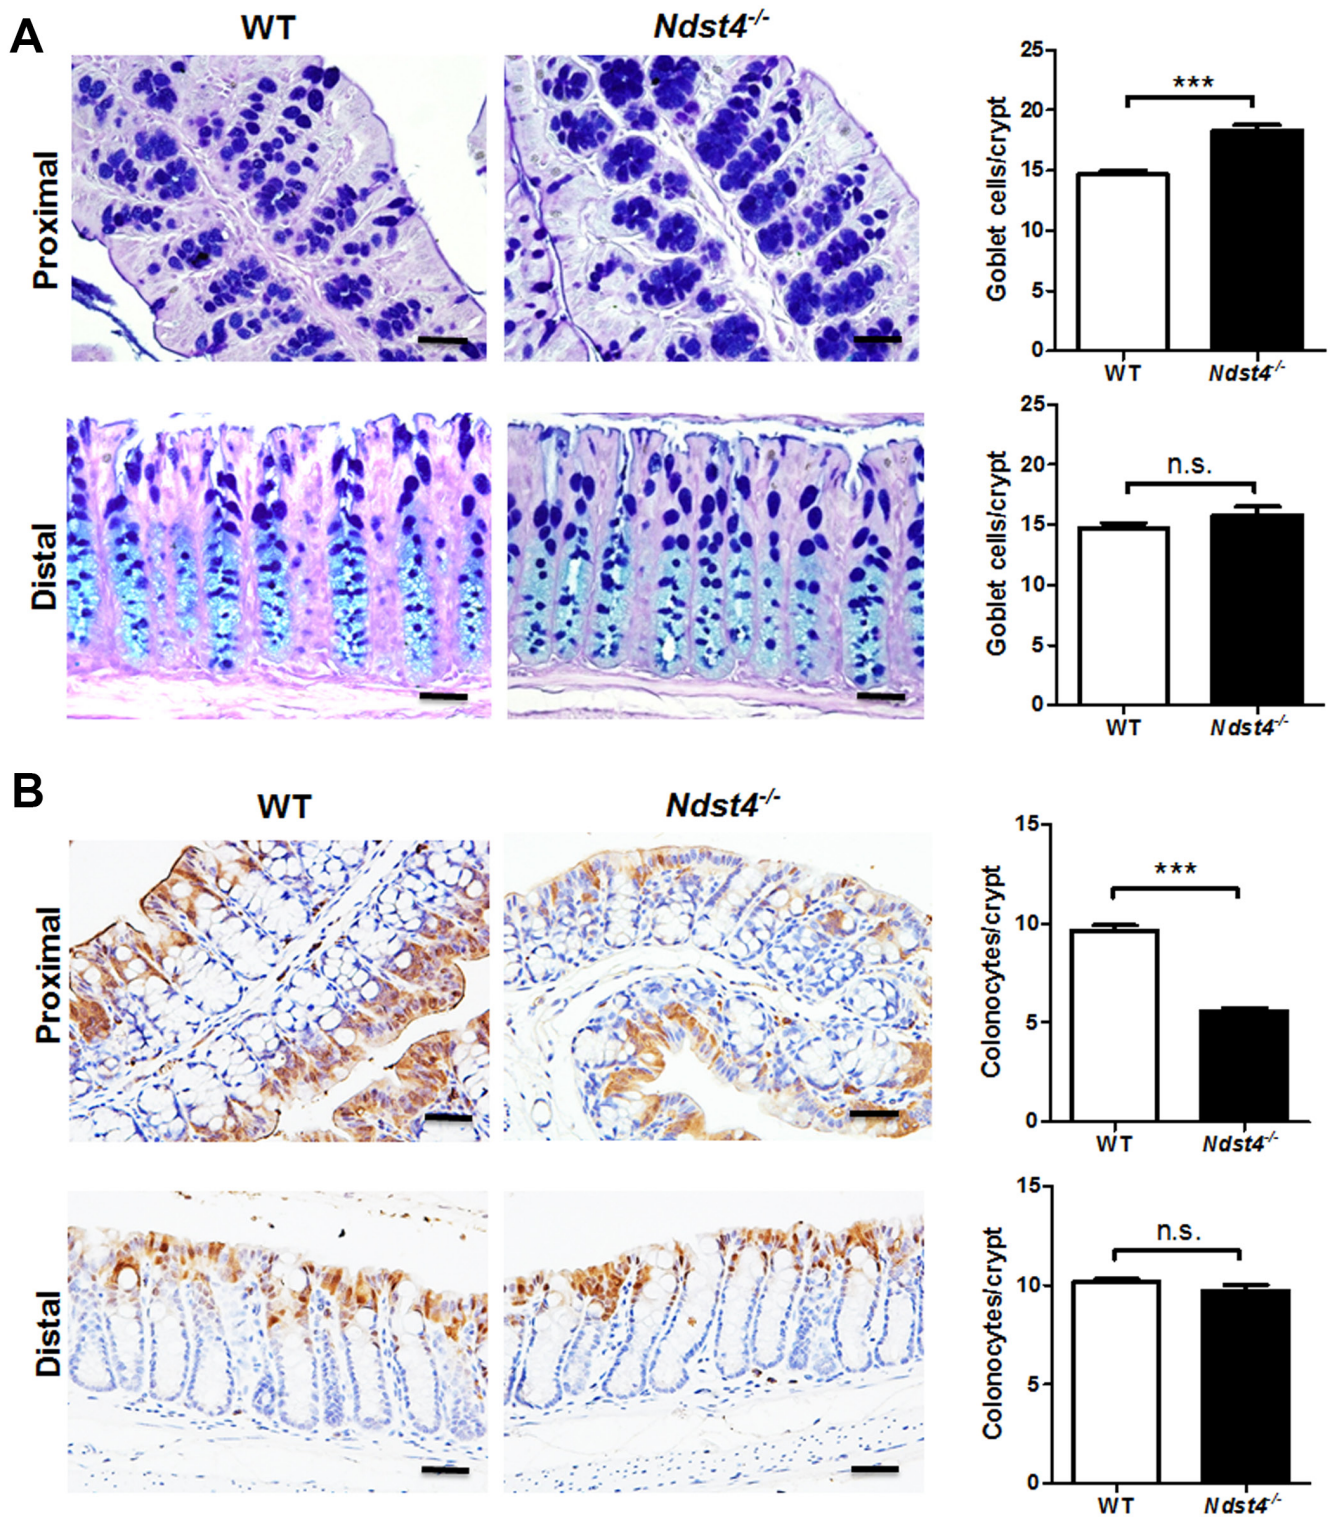 A
WT
Ndst4-/-
Proximal
25
20
15
10
5
0
Goblet cells/crypt
***
WT
Ndst4-/-
Distal
25
20
15
10
5
0
Goblet cells/crypt
n.s.
WT
Ndst4-/-
B
WT
Ndst4-/-
Proximal
15
10
5
0
Colonocytes/crypt
***
WT
Ndst4-/-
Distal
15
10
5
0
Colonocytes/crypt
n.s.
WT
Ndst4-/-